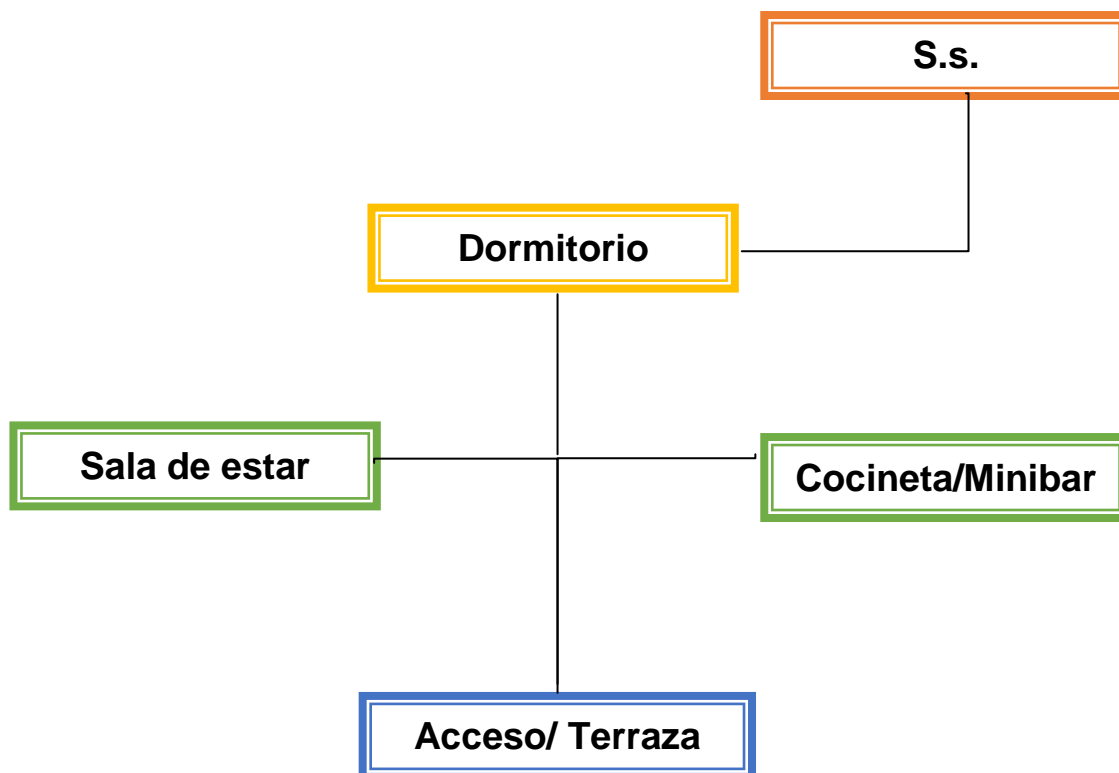 S.s.
Dormitorio
Sala de estar
Cocineta/Minibar
Acceso/ Terraza